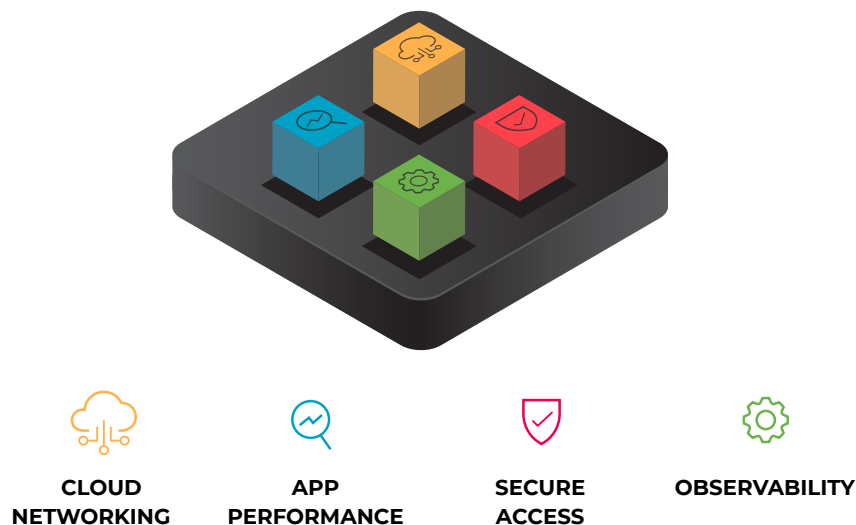 CLOUD
NETWORKING
APP
PERFORMANCE
SECURE
ACCESS
OBSERVABILITY